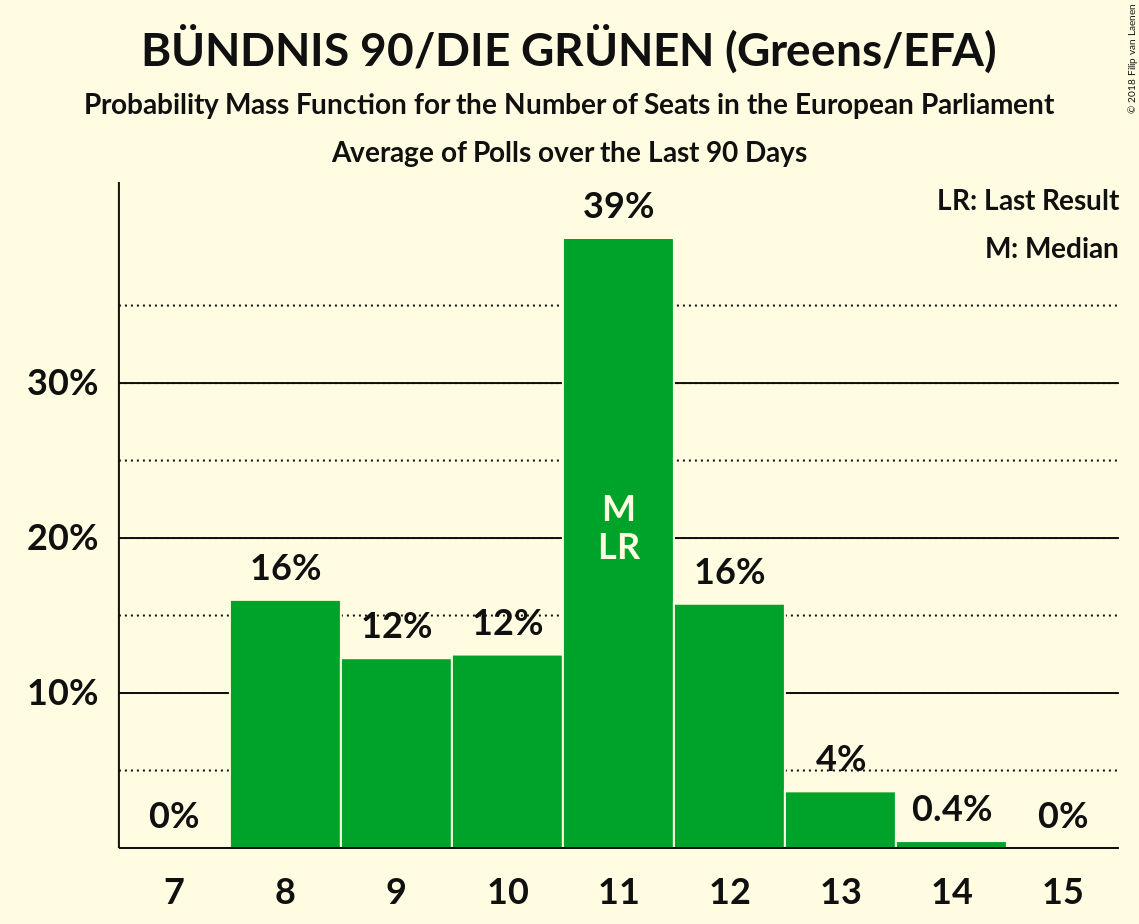 BÜNDNIS 90/DIE GRÜNEN (Greens/EFA)
Probability Mass Function for the Number of Seats in the European Parliament
Average of Polls over the Last 90 Days
© 2018 Filip van Laenen
LR: Last Result
M: Median
39%
30%
M
20%
LR
16%
16%
12%
12%
10%
4%
0%
0.4%
0%
7 8 9 10 11 12 13 14 15